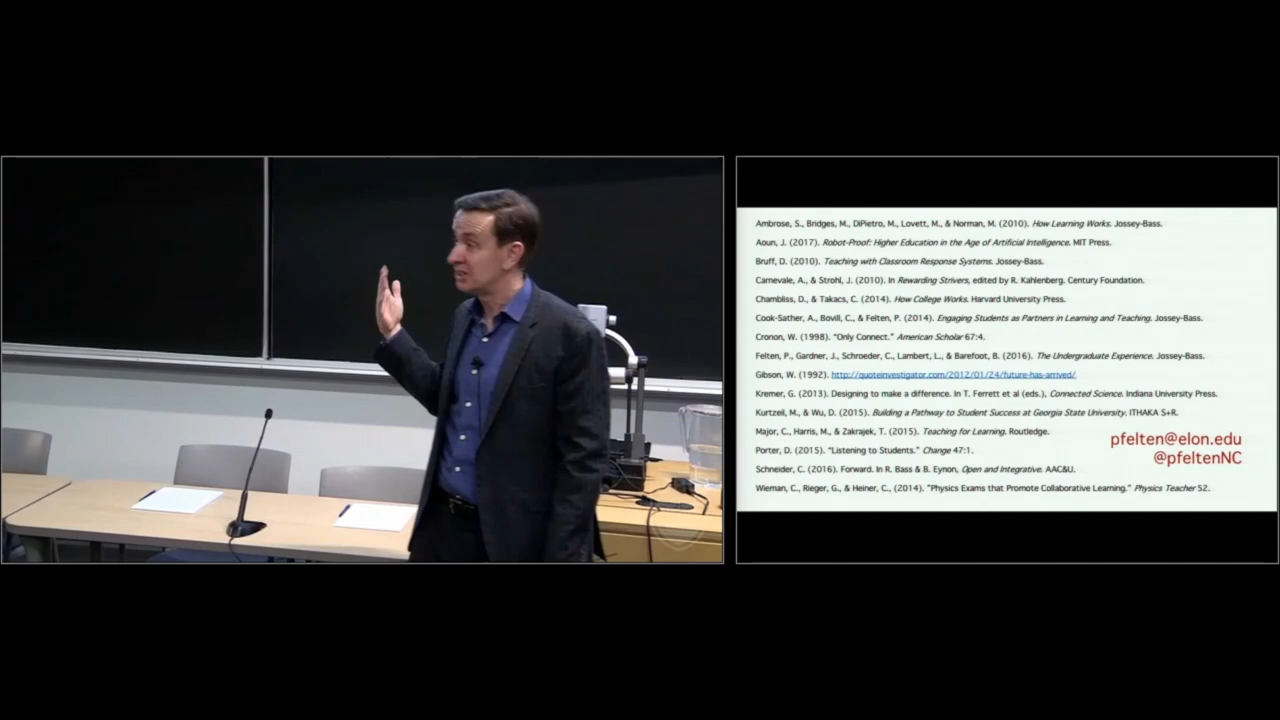 Ambrose, S., Bridges, M., DiPietro, M., Lovett, M., & Norman, M. (2010). How Learning Works. Jossey-Bass.
Aoun, J. (2017). Robot-Proof: Higher Education in the Age of Artificial Intelligence. MIT Press.
Bruff, D. (2010). Teaching with Classroom Response Systems. Jossey-Bass.
Carnevale, A., & Strohl, J. (2010). In Rewarding Strivers, edited by R. Kahlenberg. Century Foundation.
Chambliss, D., & Takacs, C. (2014). How College Works. Harvard University Press.
Cook-Sather, A., Bovill, C., & Felten, P. (2014). Engaging Students as Partners in Learning and Teaching. Jossey-Bass.
Cronon, W. (1998). "Only Connect." American Scholar 67:4.
Felten, P., Gardner, J., Schroeder, C., Lambert, L., & Barefoot, B. (2016). The Undergraduate Experience. Jossey-Bass.
Gibson, W. (1992). http://quoteinvestigator.com/2012/01/24/future-has-arrived/
Kremer, G. (2013). Designing to make a difference. In T. Ferrett et al (eds.), Connected Science. Indiana University Press.
Kurtzeil, M., & Wu, D. (2015). Building a Pathway to Student Success at Georgia State University. ITHAKA S+R.
Major, C., Harris, M., & Zakrajek, T. (2015). Teaching for Learning. Routledge.
Porter, D. (2015). "Listening to Students." Change 47:1.
Schneider, C. (2016). Forward. In R. Bass & B. Eynon, Open and Integrative. AAC&U.
Wieman, C., Rieger, G., & Heiner, C., (2014). "Physics Exams that Promote Collaborative Learning." Physics Teacher 52.
pfelten@elon.edu
@pfeltenNC